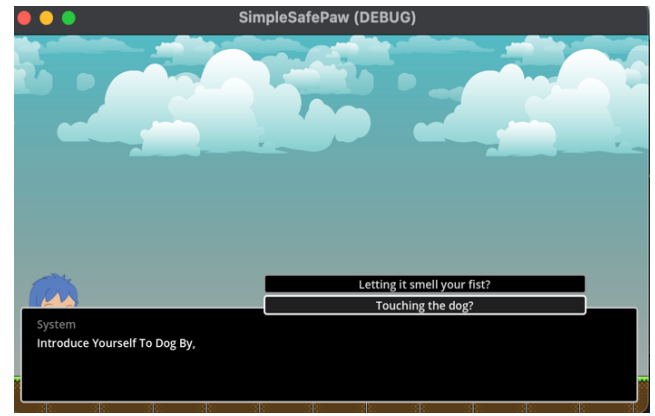 SimpleSafePaw (DEBUG)
Letting it smell your fist?
Touching the dog?
System
Introduce Yourself To Dog By,